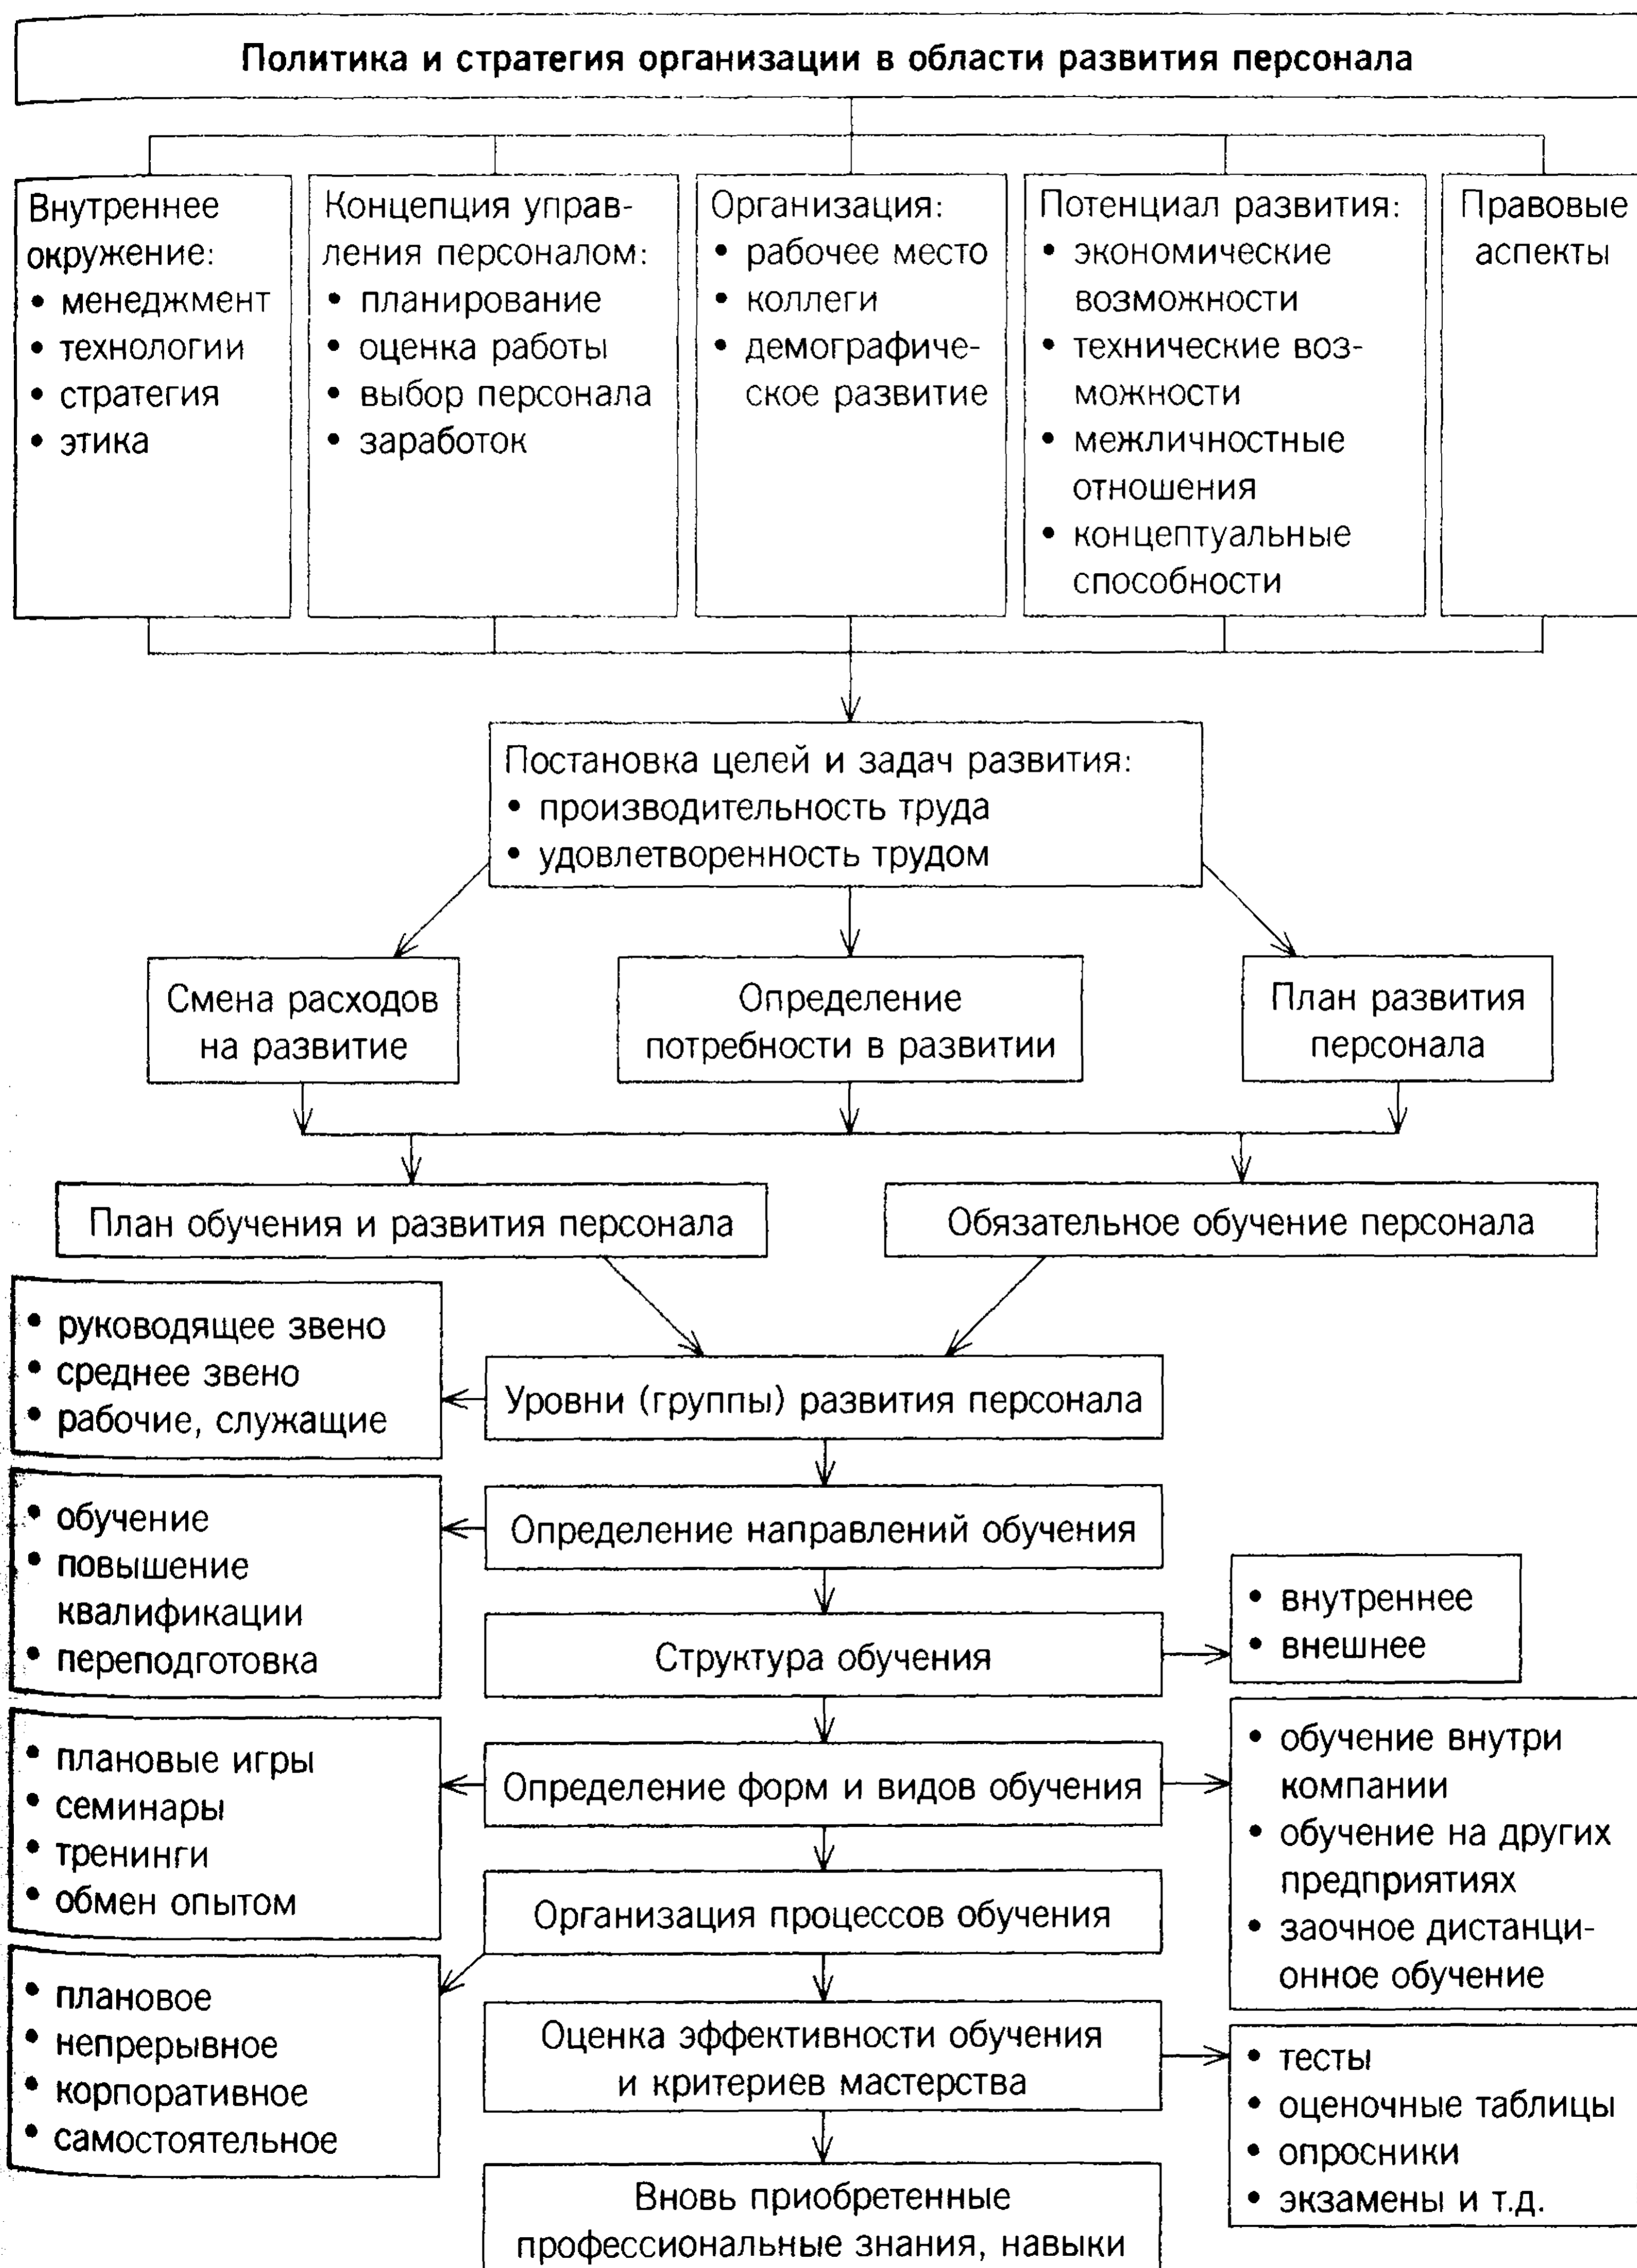 Политика и стратегия организации в области развития персонала
Внутреннее
окружение:
• менеджмент
• технологии
• стратегия
• этика
Концепция управ-
ления персоналом:
• планирование
• оценка работы
• выбор персонала
• заработок
Организация:
• рабочее место
• коллеги
• демографиче-
ское развитие
Потенциал развития:
• экономические
возможности
• технические воз-
можности
• межличностные
отношения
• концептуальные
способности
Правовые
аспекты
Постановка целей и задач развития:
• производительность труда
• удовлетворенность трудом
Смена расходов
на развитие
Определение
потребности в развитии
План развития
персонала
План обучения и развития персонала
Обязательное обучение персонала
• руководящее звено
• среднее звено
• рабочие, служащие
Уровни (группы) развития персонала
• обучение
• повышение
квалификации
• переподготовка
Определение направлений обучения
Структура обучения
• внутреннее
• внешнее
• плановые игры
• семинары
• тренинги
• обмен опытом
Определение форм и видов обучения
• обучение внутри
компании
• обучение на других
предприятиях
• заочное дистанци-
онное обучение
Организация процессов обучения
• плановое
• непрерывное
• корпоративное
• самостоятельное
Оценка эффективности обучения
и критериев мастерства
• тесты
• оценочные таблицы
• опросники
• экзамены и т.д.
Вновь приобретенные
профессиональные знания, навыки